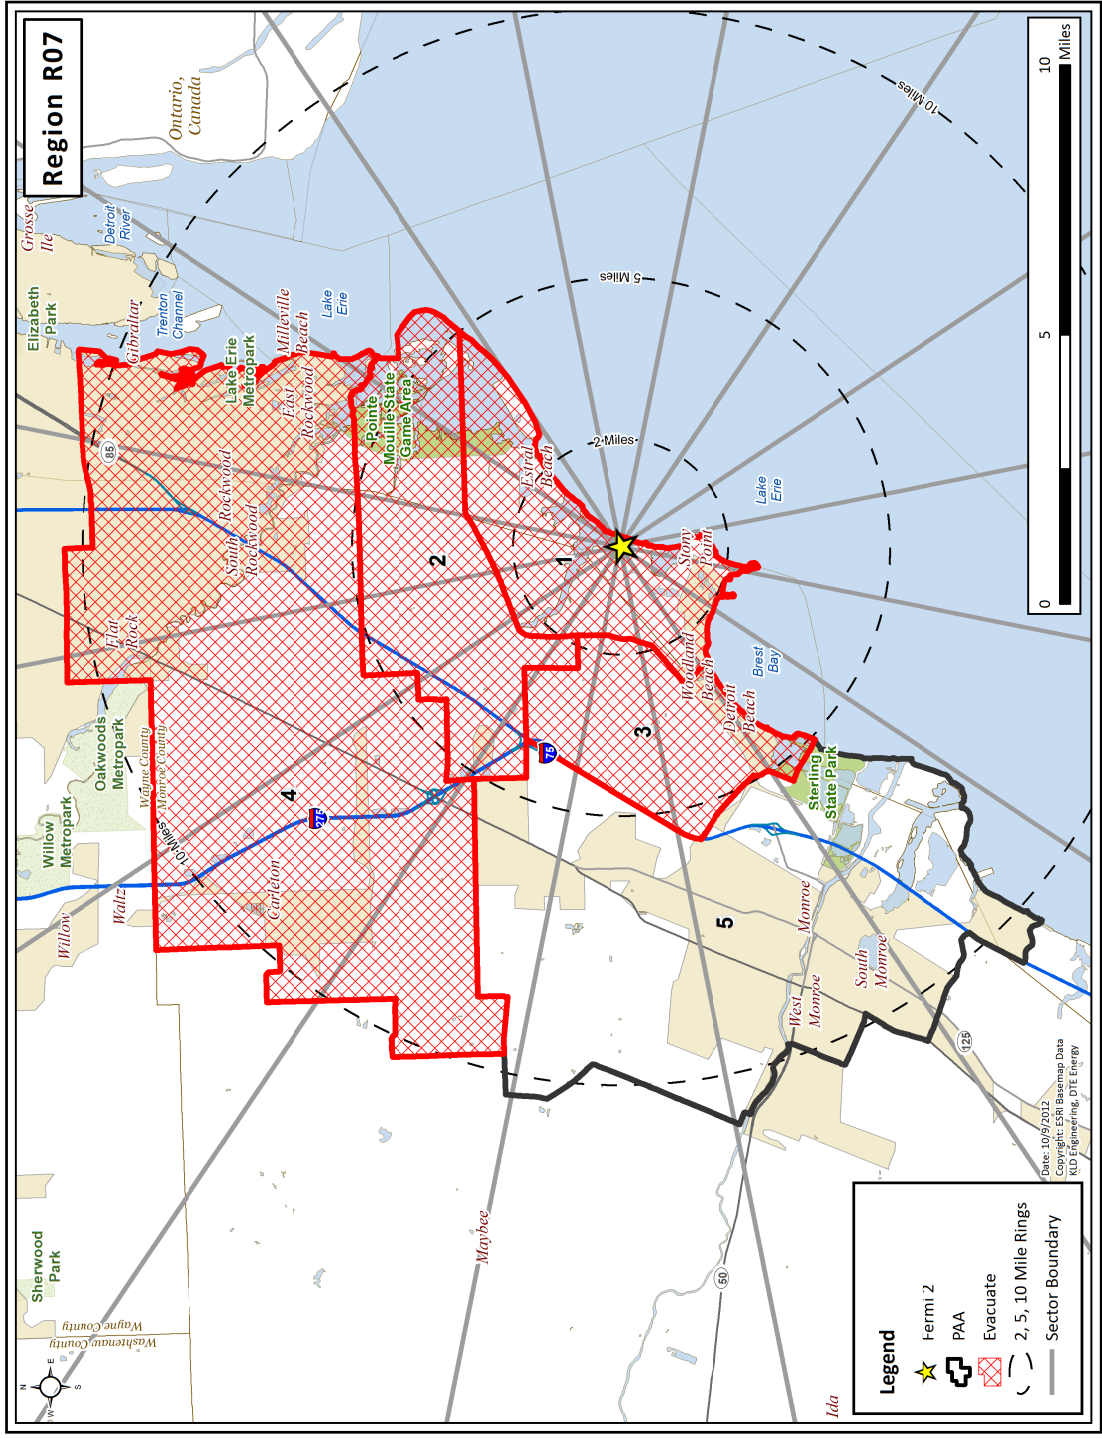 Region R07
Ontario,
Canada
Grosse
Ile
Detroit
River
Elizabeth
Park
Gibraltar
Trenton
Channel
Lake Erie
Metropark
Milleville
Beach
Lake
Erie
East
Rockwood
Pointe
Mouille State
Game Area
85
South Rockwood
South
Rockwood
Flat
Rock
Estral
Beach
2 Miles
5 Miles
10 Miles
Lake
Erie
Stony
Point
1
2
3
4
5
Woodland
Beach
Detroit
Beach
Brest
Bay
Sterling
State Park
75
275
Oakwoods
Metropark
Willow
Metropark
Wayne County
Monroe County
10 Miles
Willow
Waltz
Carleton
Monroe
South
Monroe
West
Monroe
125
50
Maybee
Ida
Sherwood
Park
Wayne County
Washtenaw County
N
E
S
W
0
5
10
Miles
Date: 10/9/2012
Copyright: ESRI Basemap Data
KLD Engineering, DTE Energy
Legend
Fermi 2
PAA
Evacuate
2, 5, 10 Mile Rings
Sector Boundary